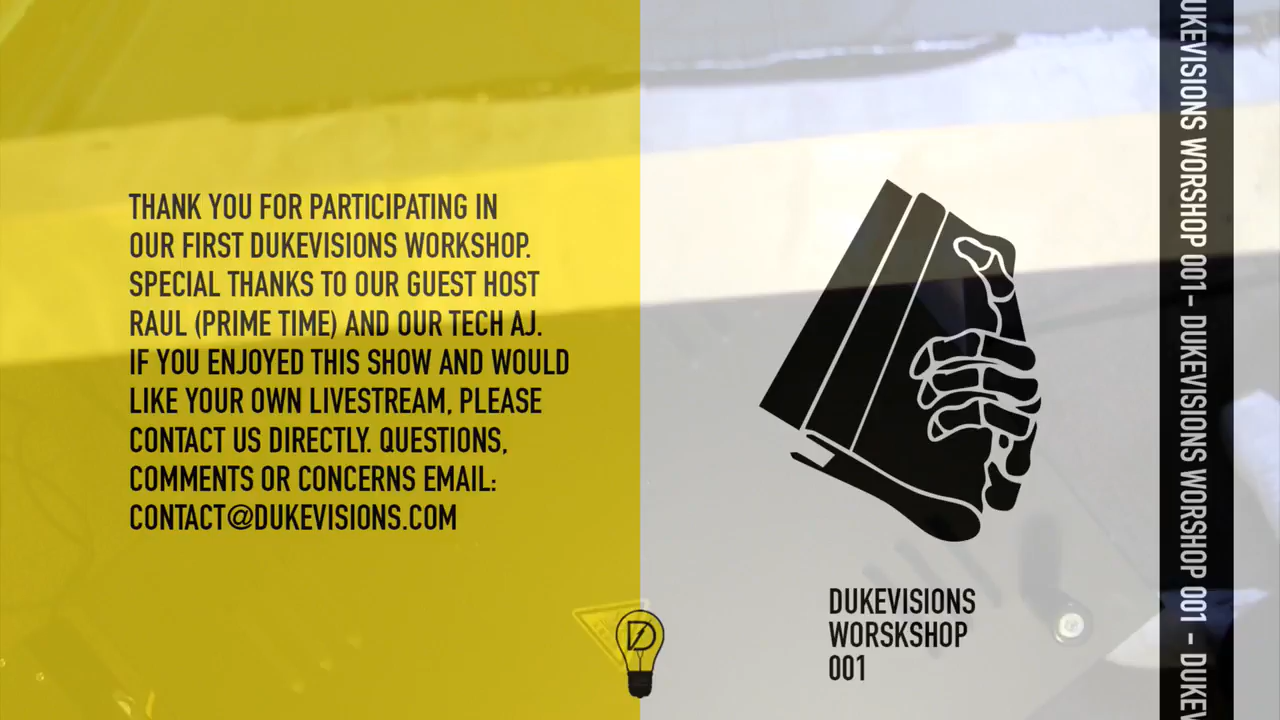 THANK YOU FOR PARTICIPATING IN
OUR FIRST DUKEVISIONS WORKSHOP.
SPECIAL THANKS TO OUR GUEST HOST
RAUL (PRIME TIME) AND OUR TECH AJ.
IF YOU ENJOYED THIS SHOW AND WOULD
LIKE YOUR OWN LIVESTREAM, PLEASE
CONTACT US DIRECTLY. QUESTIONS,
COMMENTS OR CONCERNS EMAIL:
CONTACT@DUKEVISIONS.COM
D
DUKEVISIONS
WORSKSHOP
001
UKEVISIONS WORSHOP 001- DUKEVISIONS WORSHOP 001 - DUKEV